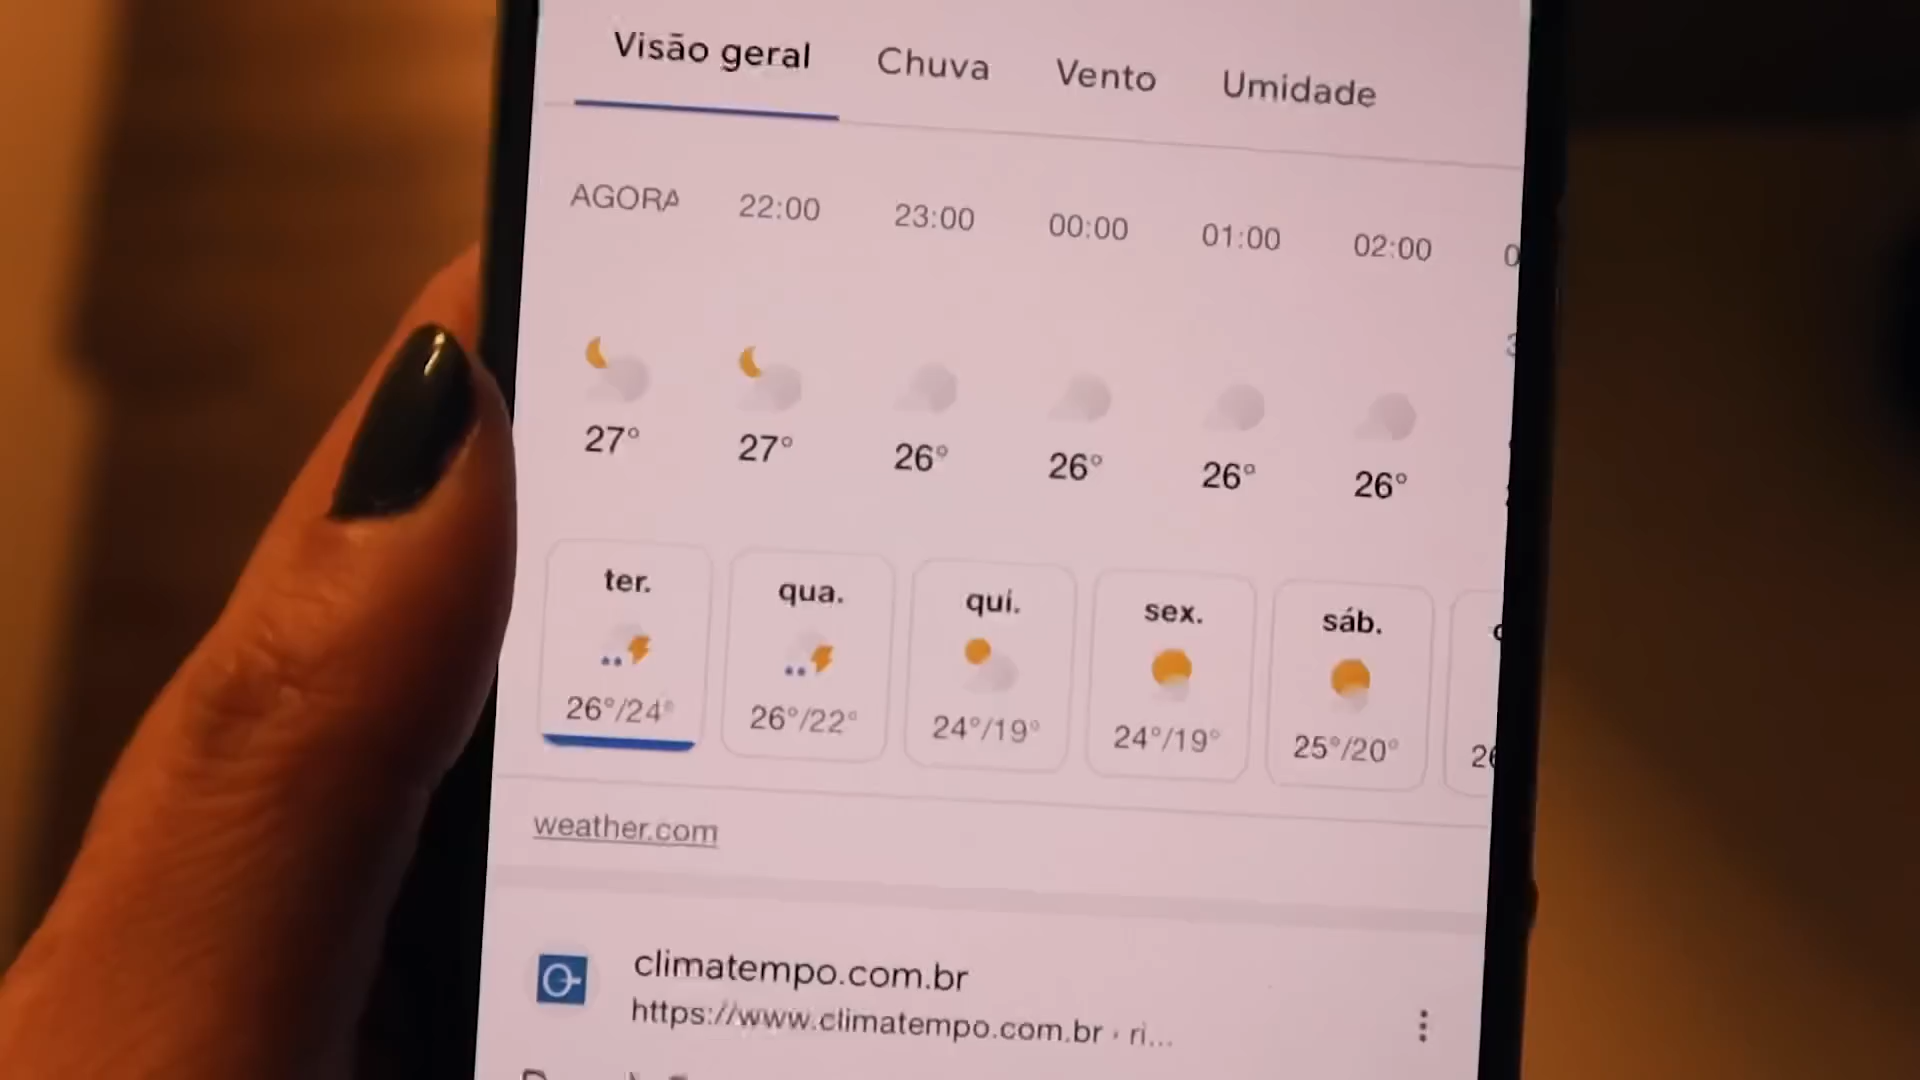 Visão geral Chuva Vento Umidade
AGORA 22:00 23:00 00:00 01:00 02:00
27° 27° 26° 26° 26° 26°
ter. qua. qui. sex. sáb.
26°/24° 26°/22° 24°/19° 24°/19° 25°/20°
weather.com
climatempo.com.br
https://www.climatempo.com.br › ri...